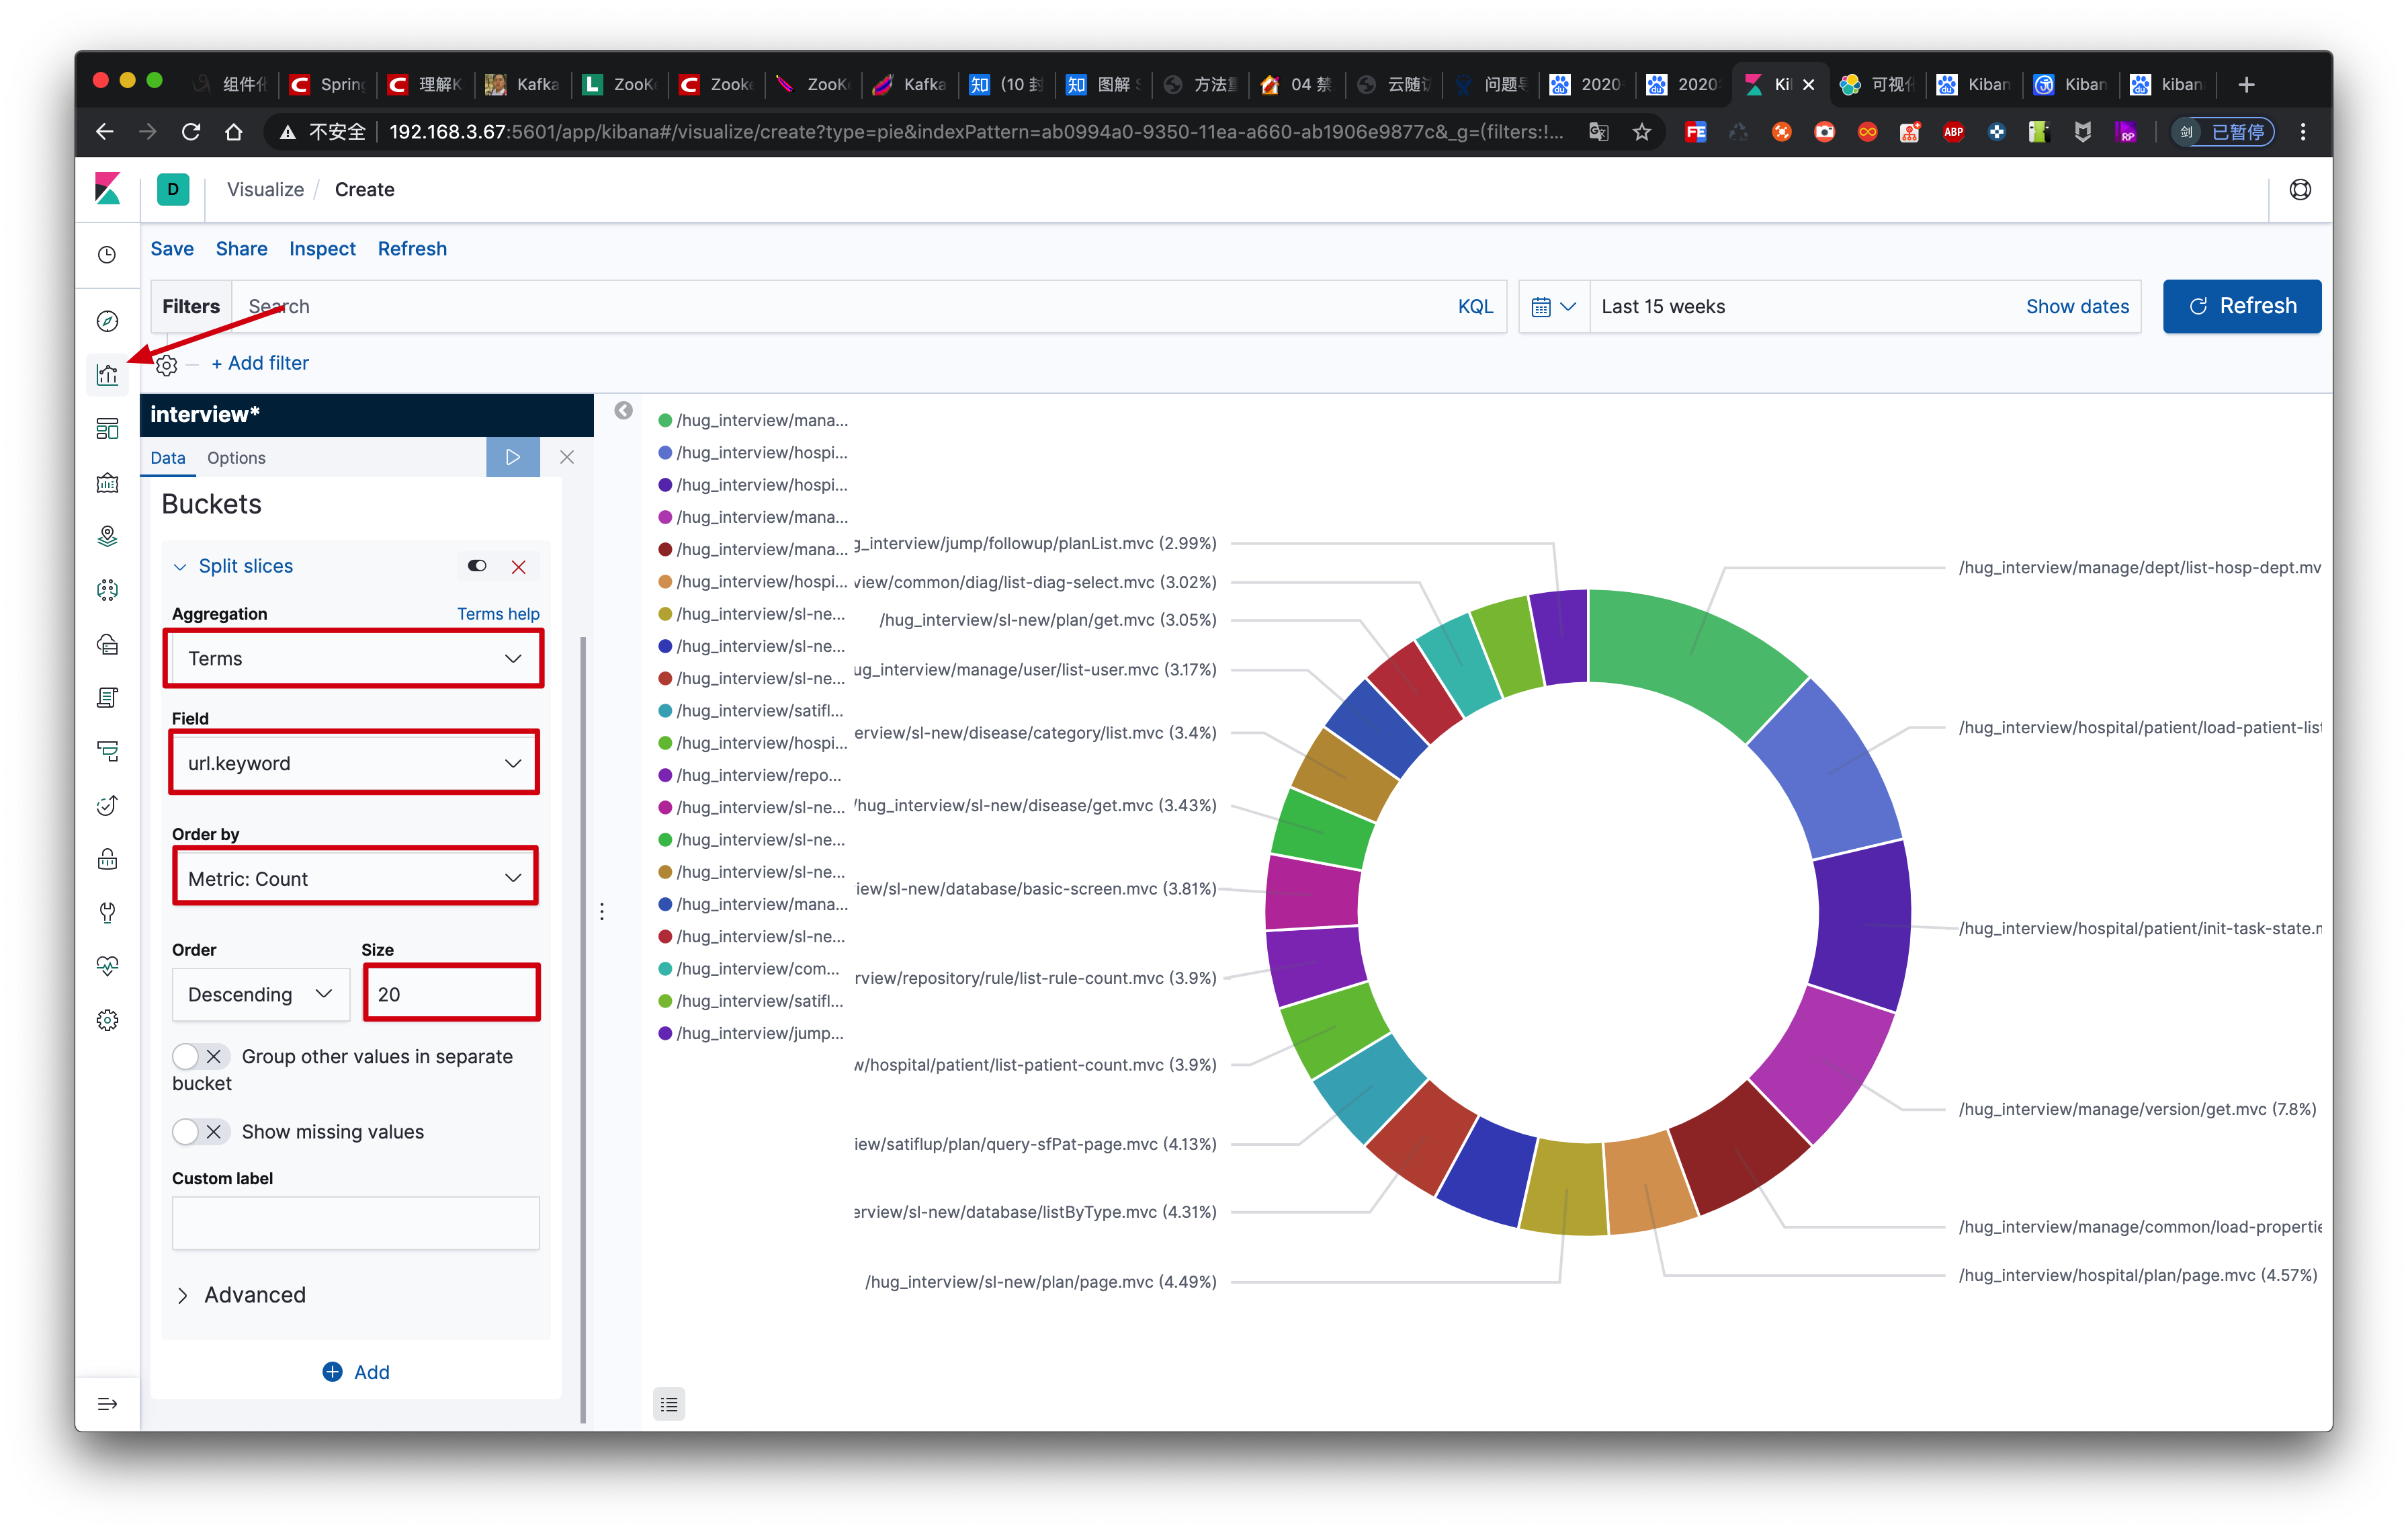 组件化 Spring 理解K Kafka ZooKe Zooke ZooKe Kafka (10 封 图解 S 方法 04 禁 云随 问题 2020 2020 Ki 可视化 Kiban Kiban kiban
不安全 192.168.3.67:5601/app/kibana#/visualize/create?type=pie&indexPattern=ab0994a0-9350-11ea-a660-ab1906e9877c&_g=(filters:!... 已暂停
D Visualize / Create
Save Share Inspect Refresh
Filters Search KQL Last 15 weeks Show dates Refresh
+ Add filter
interview*
Data Options
Buckets
Split slices
Aggregation Terms help
Terms
Field
url.keyword
Order by
Metric: Count
Order Size
Descending 20
Group other values in separate
bucket
Show missing values
Custom label
Advanced
Add
/hug_interview/mana...
/hug_interview/hospi...
/hug_interview/hospi...
/hug_interview/mana...
/hug_interview/mana...
/hug_interview/hospi...
/hug_interview/sl-ne...
/hug_interview/sl-ne...
/hug_interview/sl-ne...
/hug_interview/satifl...
/hug_interview/hospi...
/hug_interview/repo...
/hug_interview/sl-ne...
/hug_interview/sl-ne...
/hug_interview/sl-ne...
/hug_interview/mana...
/hug_interview/sl-ne...
/hug_interview/com...
/hug_interview/satifl...
/hug_interview/jump...
g_interview/jump/followup/planList.mvc (2.99%)
view/common/diag/list-diag-select.mvc (3.02%)
/hug_interview/sl-new/plan/get.mvc (3.05%)
ug_interview/manage/user/list-user.mvc (3.17%)
erview/sl-new/disease/category/list.mvc (3.4%)
/hug_interview/sl-new/disease/get.mvc (3.43%)
iew/sl-new/database/basic-screen.mvc (3.81%)
rview/repository/rule/list-rule-count.mvc (3.9%)
w/hospital/patient/list-patient-count.mvc (3.9%)
iew/satiflup/plan/query-sfPat-page.mvc (4.13%)
erview/sl-new/database/listByType.mvc (4.31%)
/hug_interview/sl-new/plan/page.mvc (4.49%)
/hug_interview/manage/dept/list-hosp-dept.mv
/hug_interview/hospital/patient/load-patient-list
/hug_interview/hospital/patient/init-task-state.m
/hug_interview/manage/version/get.mvc (7.8%)
/hug_interview/manage/common/load-propertie
/hug_interview/hospital/plan/page.mvc (4.57%)